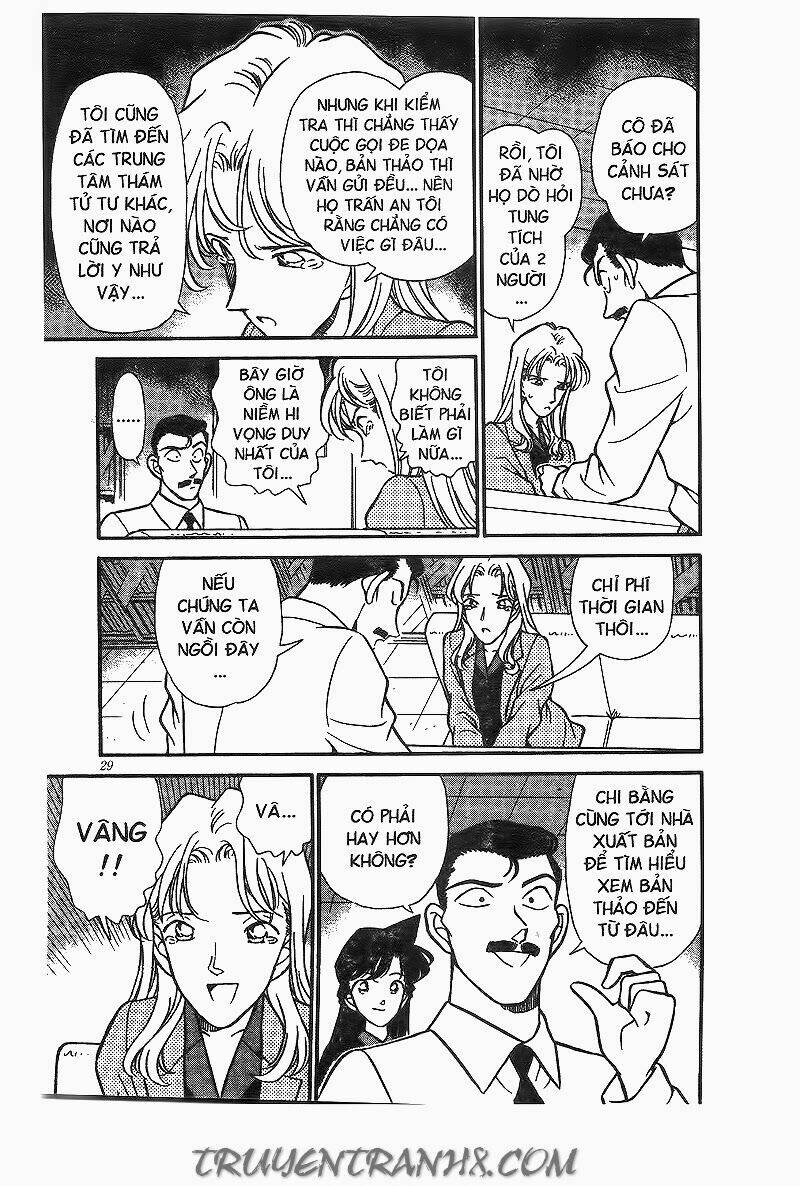 CÔ ĐÃ
BÁO CHO
CẢNH SÁT
CHƯA?
RỒI, TÔI
ĐÃ NHỜ
HỌ DÒ HỎI
TUNG
TÍCH
CỦA 2
NGƯỜI
...
NHƯNG KHI KIỂM
TRA THÌ CHẲNG THẤY
CUỘC GỌI ĐE DỌA
NÀO, BẢN THẢO THÌ
VẪN GỬI ĐỀU... NÊN
HỌ TRẤN AN TÔI
RẰNG CHẲNG CÓ
VIỆC GÌ ĐÂU...
TÔI CŨNG
ĐÃ TÌM ĐẾN
CÁC TRUNG
TÂM THÁM
TỬ TƯ KHÁC,
NƠI NÀO
CŨNG TRẢ
LỜI Y NHƯ
VẬY...
TÔI
KHÔNG
BIẾT PHẢI
LÀM GÌ
NỮA...
BÂY GIỜ
ÔNG LÀ
NIỀM HI
VỌNG DUY
NHẤT CỦA
TÔI...
......
CHỈ PHÍ
THỜI GIAN
THÔI...
NẾU
CHÚNG TA
VẪN CÒN
NGỒI ĐÂY
...
29
CHI BẰNG
CÙNG TỚI NHÀ
XUẤT BẢN
ĐỂ TÌM HIỂU
XEM BẢN
THẢO ĐẾN
TỪ ĐÂU...
CÓ PHẢI
HAY HƠN
KHÔNG?
VÂ...
VÂNG
!!
TRUYENTRANH8.COM